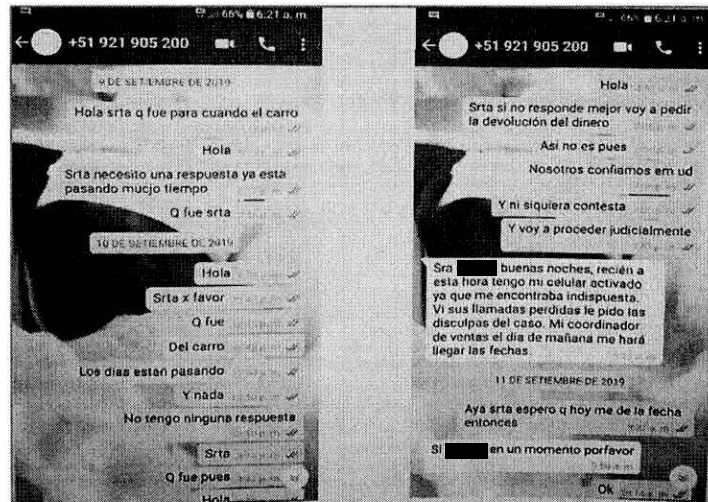 66% 6:21 a. m.
+51 921 905 200
9 DE SETIEMBRE DE 2019
Hola srta q fue para cuando el carro
Hola
Srta necesito una respuesta ya esta
pasando mucjo tiempo
Q fue srta
10 DE SETIEMBRE DE 2019
Hola
Srta x favor
Q fue
Del carro
Los dias estan pasando
Y nada
No tengo ninguna respuesta
Srta
Q fue pues
Hola
66% 6:21 a. m.
+51 921 905 200
Hola
Srta si no responde mejor voy a pedir
la devolución del dinero
Asi no es pues
Nosotros confiamos em ud
Y ni siquiera contesta
Y voy a proceder judicialmente
Sra buenas noches, recién a
esta hora tengo mi celular activado
ya que me encontraba indispuesta.
Vi sus llamadas perdidas le pido las
disculpas del caso. Mi coordinador
de ventas el día de mañana me hará
llegar las fechas.
11 DE SETIEMBRE DE 2019
Aya srta espero q hoy me de la fecha
entonces
SI en un momento porfavor
Ok